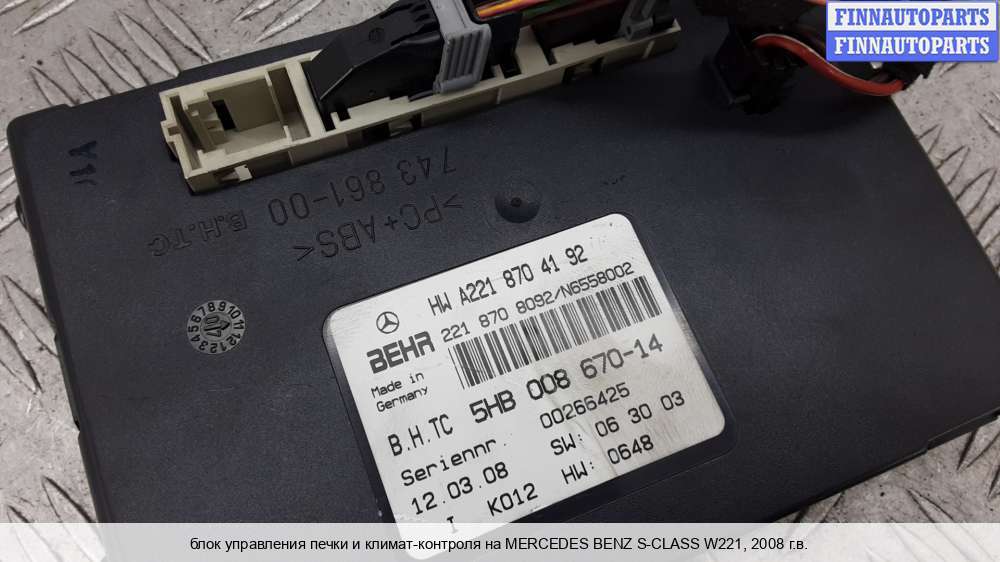 FINNAUTOPARTS
FINNAUTOPARTS
743 861-00 B.H.TC
>PC+ABS<
HW A221 870 41 92
221 870 8092/N6558002
BEHR
Made in
Germany
B.H.TC 5HB 008 670-14
Seriennr. 00266425
12.03.08 SW: 06 30 03
I K012 HW: 0648
блок управления печки и климат-контроля на MERCEDES BENZ S-CLASS W221, 2008 г.в.